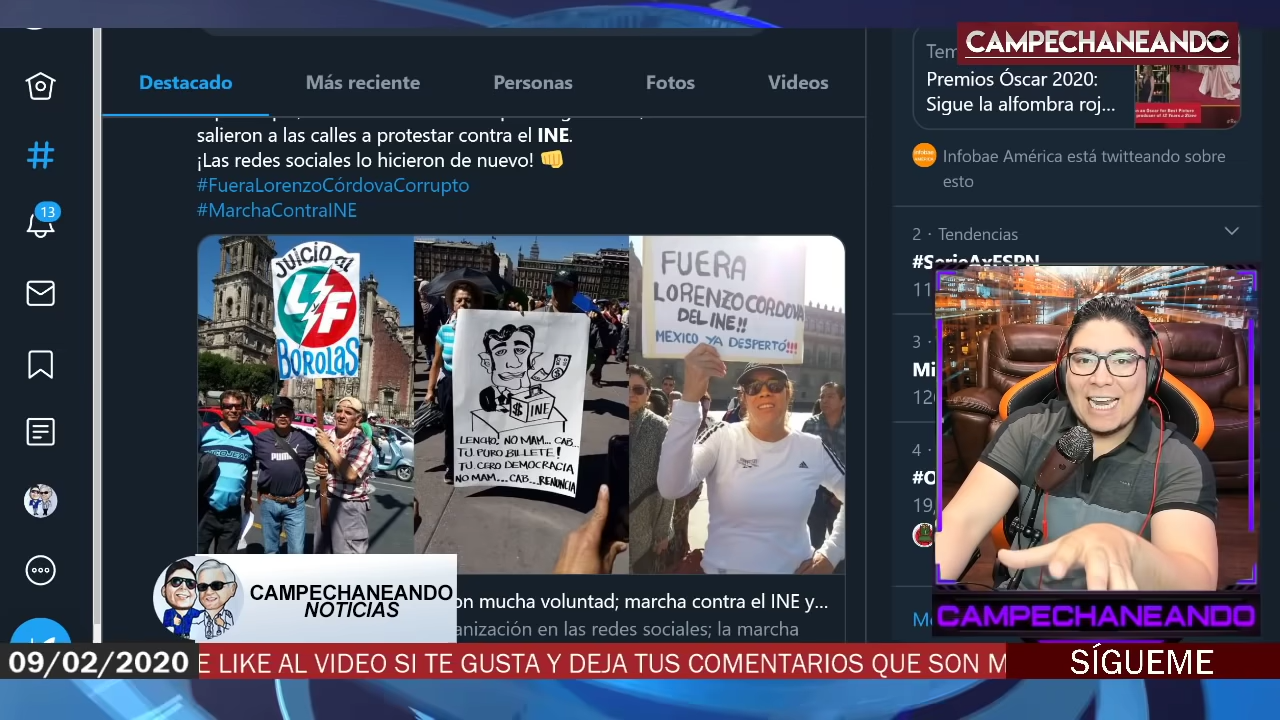 CAMPECHANEANDO
Destacado
Más reciente
Personas
Fotos
Videos
salieron a las calles a protestar contra el INE.
¡Las redes sociales lo hicieron de nuevo! 👊
#FueraLorenzoCórdovaCorrupto
#MarchaContraINE
JUICIO al
LyF
BOROLAS
PUMA
$ INE
LENCHO. NO MAM... CAB...
TU PURO BILLETE!
TU. CERO DEMOCRACIA
NO MAM... CAB... RENUNCIA
FUERA
LORENZO CORDOVA
DEL INE!!
MEXICO YA DESPERTÓ!!!
Premios Óscar 2020:
Sigue la alfombra roj...
Infobae América está twitteando sobre
esto
2 · Tendencias
#SerieAxESPN
11
3 ·
Mi
4 ·
#O
19,
13
on mucha voluntad; marcha contra el INE y...
anización en las redes sociales; la marcha
CAMPECHANEANDO
NOTICIAS
CAMPECHANEANDO
09/02/2020
E LIKE AL VIDEO SI TE GUSTA Y DEJA TUS COMENTARIOS QUE SON M
SÍGUEME